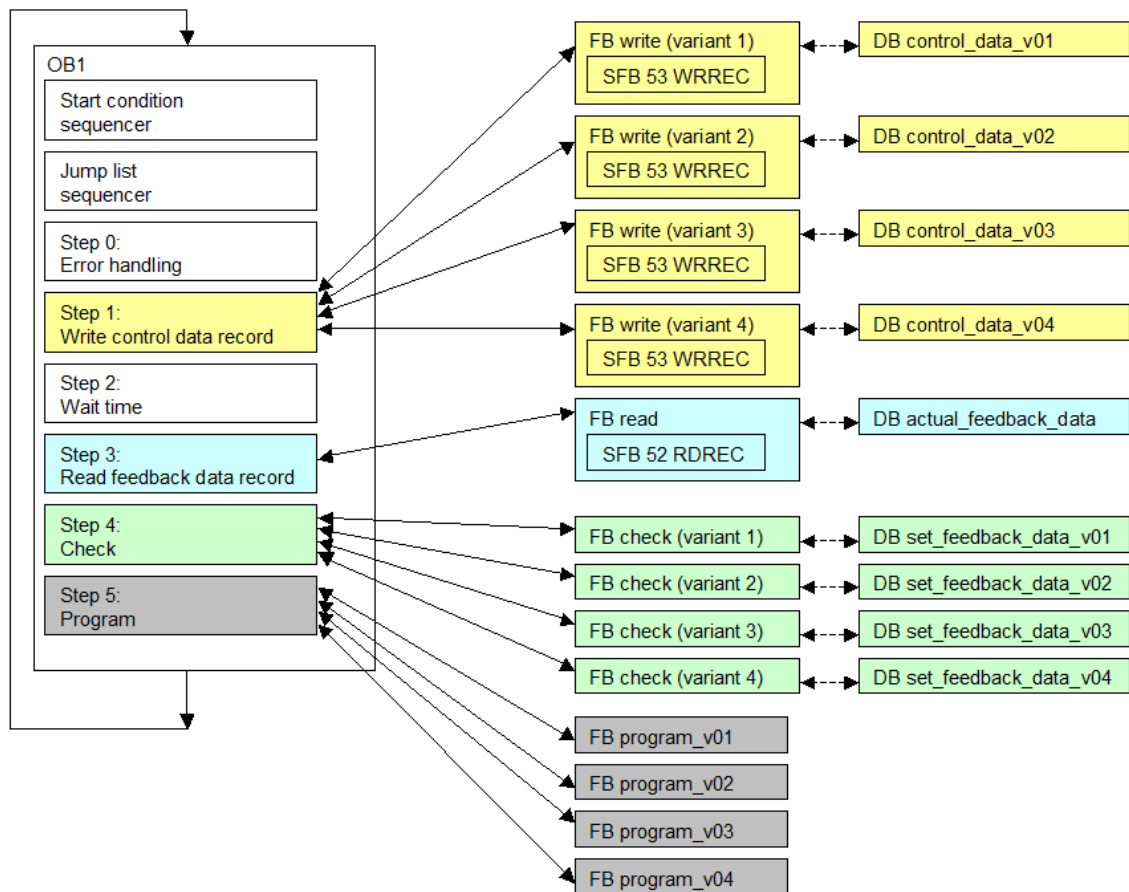 OB1
Start condition
sequencer
Jump list
sequencer
Step 0:
Error handling
Step 1:
Write control data record
Step 2:
Wait time
Step 3:
Read feedback data record
Step 4:
Check
Step 5:
Program
FB write (variant 1)
SFB 53 WRREC
DB control_data_v01
FB write (variant 2)
SFB 53 WRREC
DB control_data_v02
FB write (variant 3)
SFB 53 WRREC
DB control_data_v03
FB write (variant 4)
SFB 53 WRREC
DB control_data_v04
FB read
SFB 52 RDREC
DB actual_feedback_data
FB check (variant 1)
DB set_feedback_data_v01
FB check (variant 2)
DB set_feedback_data_v02
FB check (variant 3)
DB set_feedback_data_v03
FB check (variant 4)
DB set_feedback_data_v04
FB program_v01
FB program_v02
FB program_v03
FB program_v04